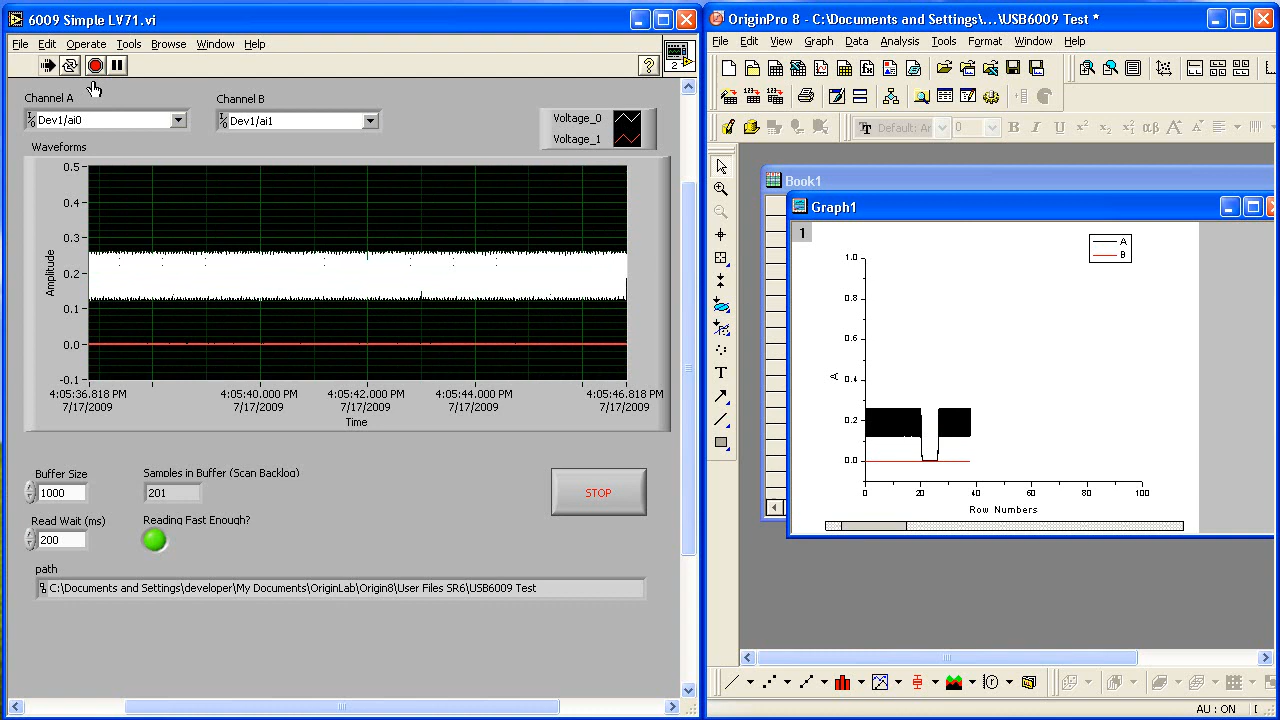 6009 Simple LV71.vi
File Edit Operate Tools Browse Window Help
2
?
Channel A
Dev1/ai0
Channel B
Dev1/ai1
Voltage_0
Voltage_1
Waveforms
0.5
0.4
0.3
0.2
0.1
0.0
-0.1
Amplitude
4:05:36.818 PM
7/17/2009
4:05:40.000 PM
7/17/2009
4:05:42.000 PM
7/17/2009
4:05:44.000 PM
7/17/2009
4:05:46.818 PM
7/17/2009
Time
Buffer Size
1000
Samples in Buffer (Scan Backlog)
201
STOP
Read Wait (ms)
200
Reading Fast Enough?
path
C:\Documents and Settings\developer\My Documents\OriginLab\Origin8\User Files SR6\USB6009 Test
OriginPro 8 - C:\Documents and Settings\...\USB6009 Test *
File Edit View Graph Data Analysis Tools Format Window Help
Default: Ar
0
B I U x² x₂ αβ A A
Book1
Graph1
1
A
B
1.0
0.8
0.6
0.4
0.2
0.0
A
0 20 40 60 80 100
Row Numbers
T
AU : ON